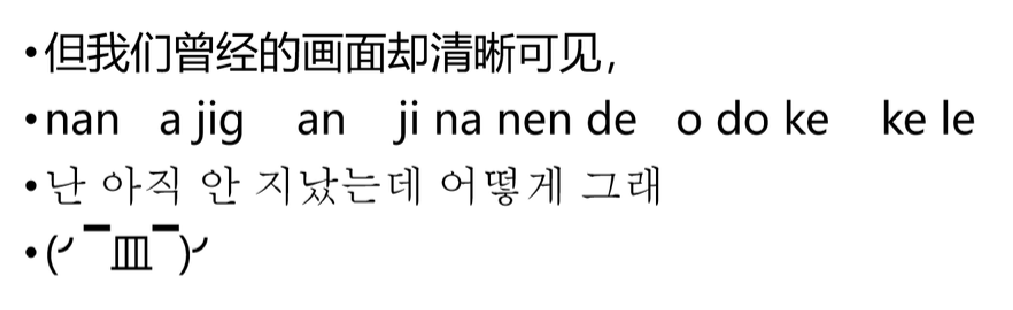 •但我们曾经的画面却清晰可见，
•nan a jig an ji na nen de o do ke ke le
•난 아직 안 지났는데 어떻게 그래
•(╯▔皿▔)╯